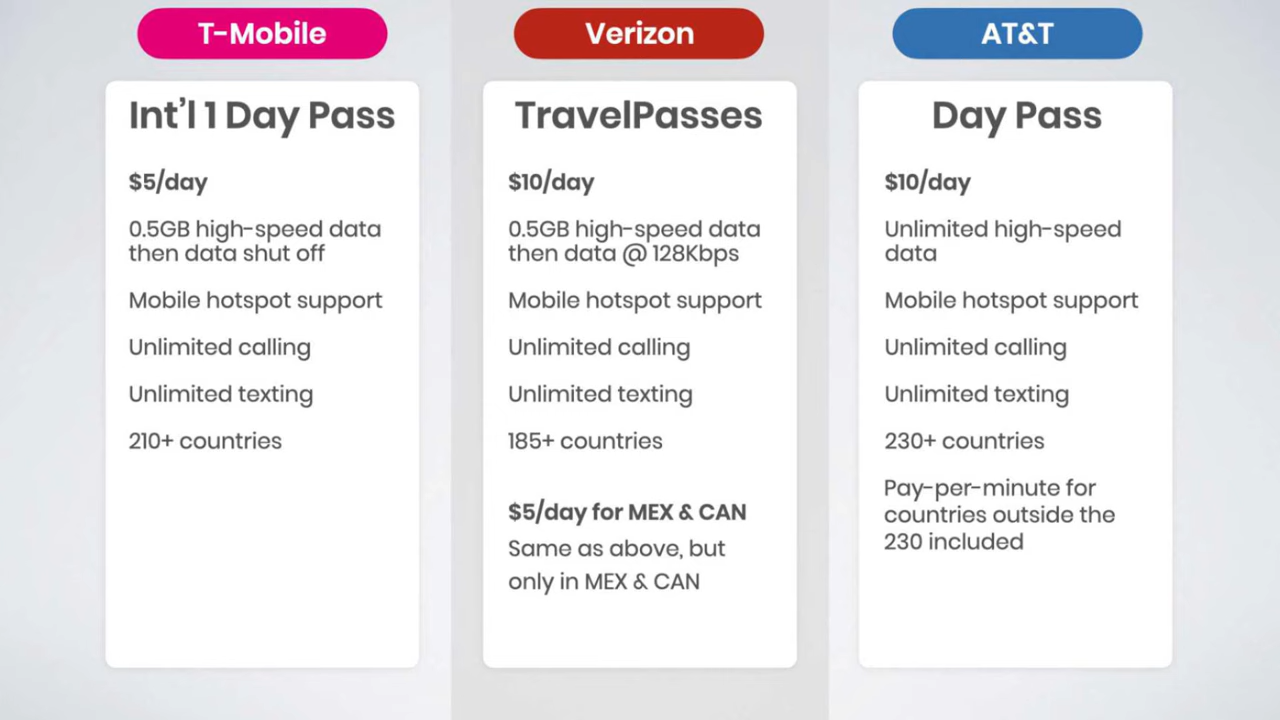 T-Mobile
Int'l 1 Day Pass
$5/day
0.5GB high-speed data
then data shut off
Mobile hotspot support
Unlimited calling
Unlimited texting
210+ countries
Verizon
TravelPasses
$10/day
0.5GB high-speed data
then data @ 128Kbps
Mobile hotspot support
Unlimited calling
Unlimited texting
185+ countries
$5/day for MEX & CAN
Same as above, but
only in MEX & CAN
AT&T
Day Pass
$10/day
Unlimited high-speed
data
Mobile hotspot support
Unlimited calling
Unlimited texting
230+ countries
Pay-per-minute for
countries outside the
230 included